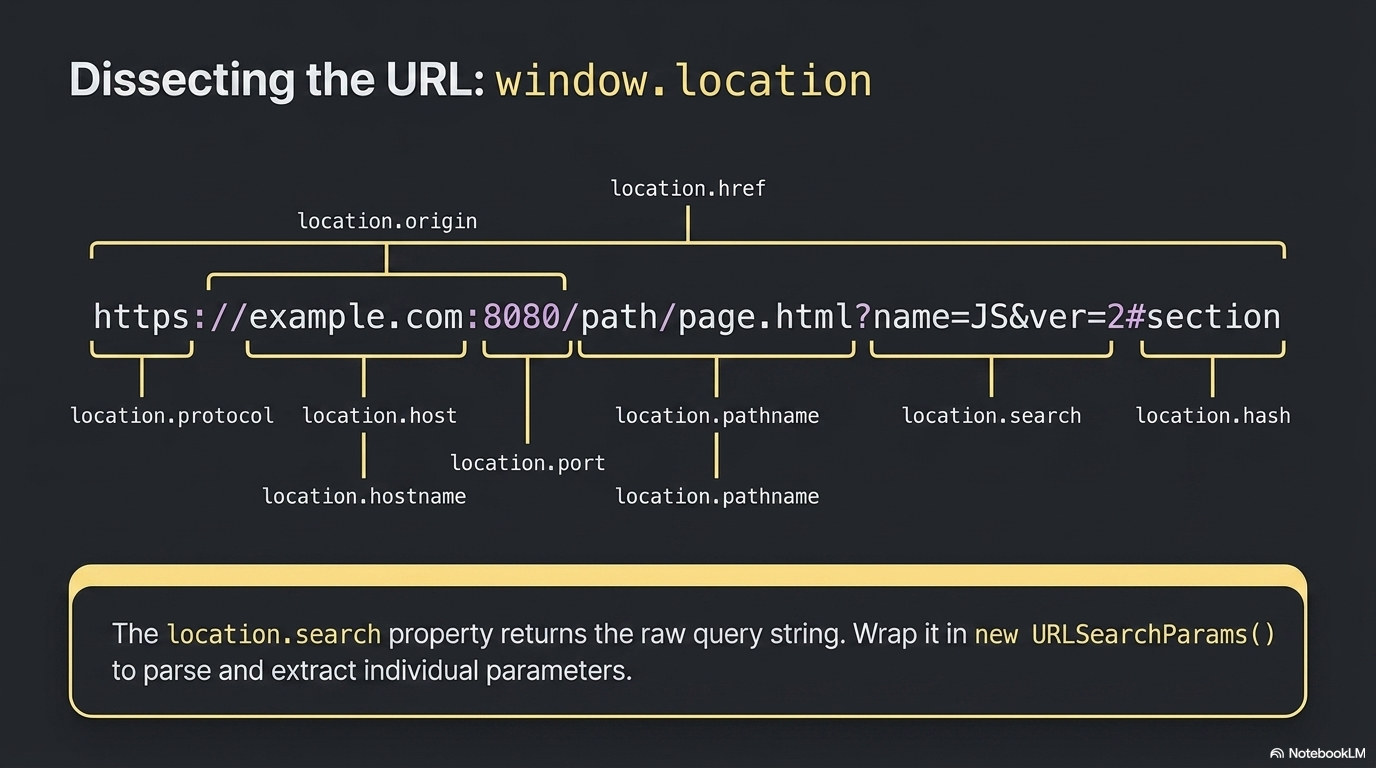 Dissecting the URL: window.location
location.href
location.origin
https://example.com:8080/path/page.html?name=JS&ver=2#section
location.protocol location.host location.pathname location.search location.hash
location.port
location.hostname location.pathname
The location.search property returns the raw query string. Wrap it in new URLSearchParams()
to parse and extract individual parameters.
NotebookLM